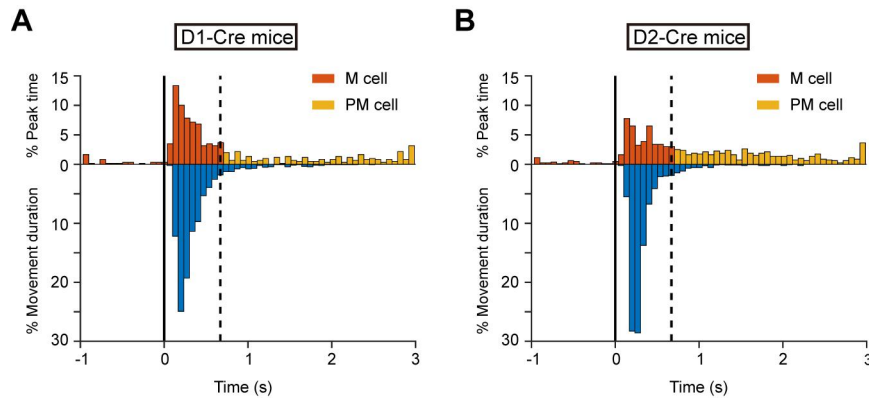 A
D1-Cre mice
% Peak time
15
10
5
0
M cell
PM cell
% Movement duration
10
20
30
-1
0
1
2
3
Time (s)
B
D2-Cre mice
% Peak time
15
10
5
0
M cell
PM cell
% Movement duration
10
20
30
-1
0
1
2
3
Time (s)